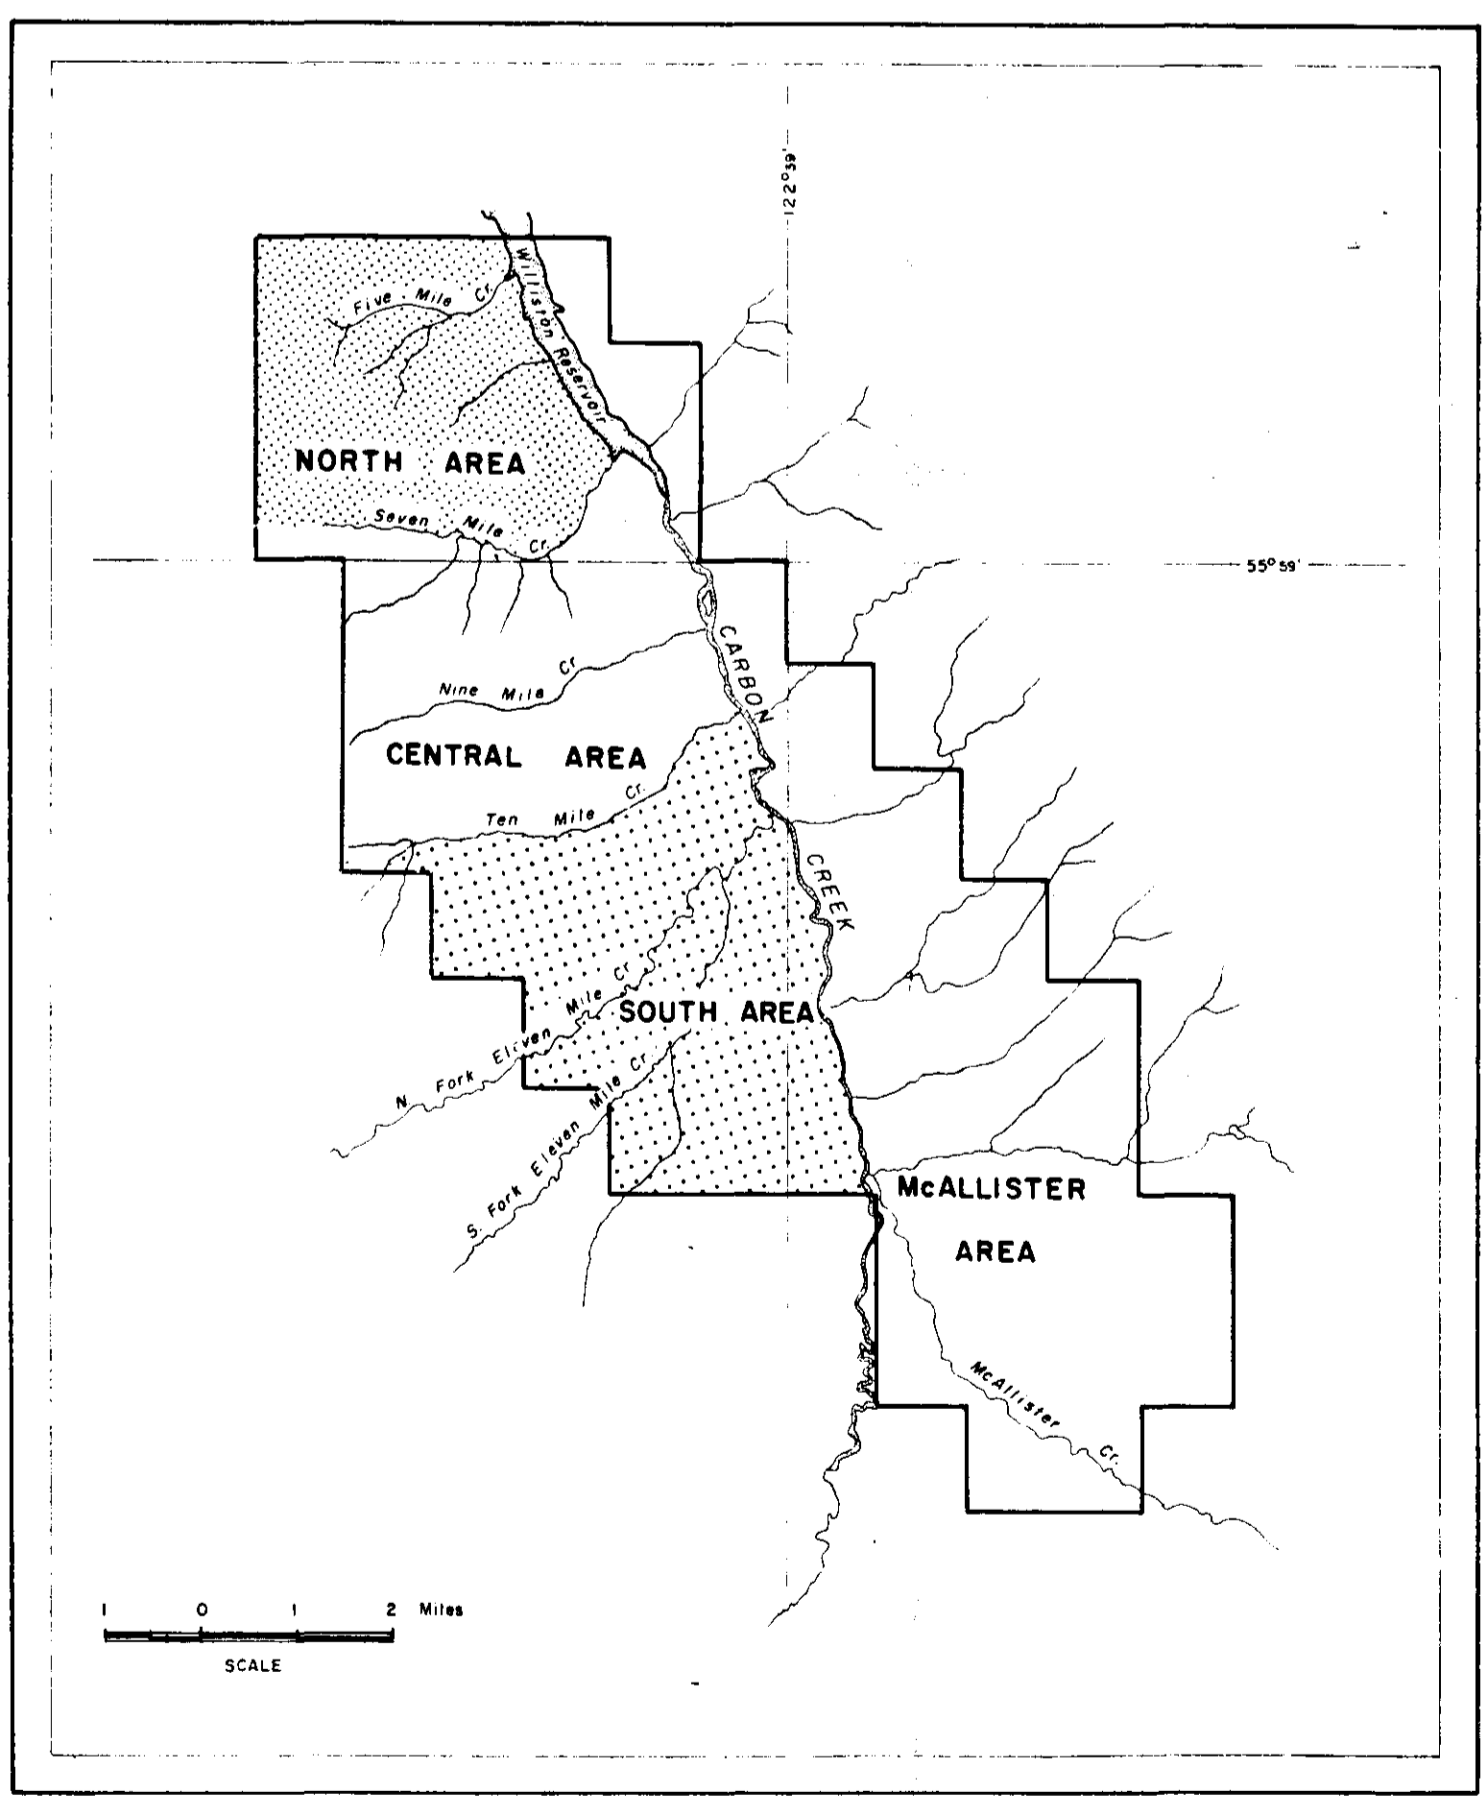 122° 39'
Williston Reservoir
Five Mile Cr.
NORTH AREA
Seven Mile Cr.
55° 59'
CARBON CREEK
Nine Mile Cr
CENTRAL AREA
Ten Mile Cr.
N. Fork Eleven Mile Cr.
SOUTH AREA
S. Fork Eleven Mile Cr.
McALLISTER
AREA
McAllister Cr.
1 0 1 2 Miles
SCALE